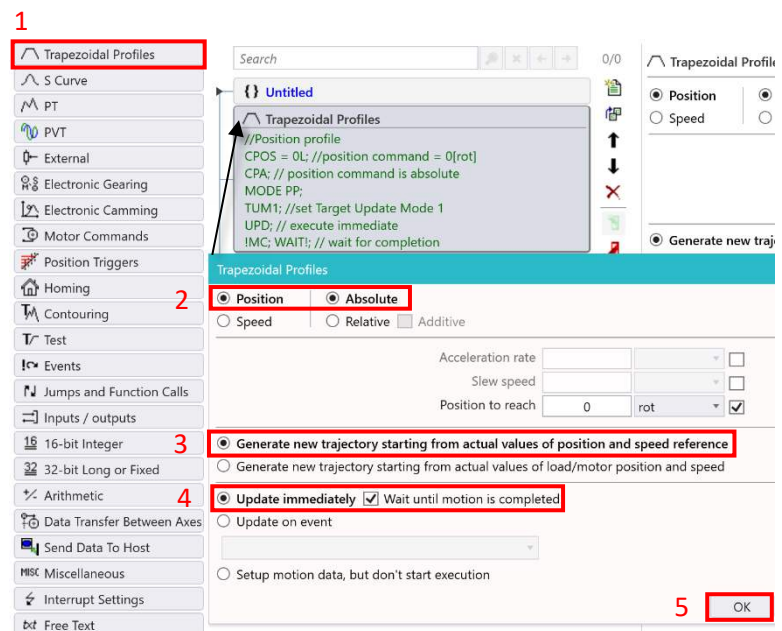 1
Trapezoidal Profiles
S Curve
PT
PVT
External
Electronic Gearing
Electronic Camming
Motor Commands
Position Triggers
Homing
Contouring
Test
Events
Jumps and Function Calls
Inputs / outputs
16 16-bit Integer
32 32-bit Long or Fixed
+/- Arithmetic
Data Transfer Between Axes
Send Data To Host
MISC Miscellaneous
Interrupt Settings
txt Free Text
Search
0/0
{} Untitled
Trapezoidal Profiles
//Position profile
CPOS = 0L; //position command = 0[rot]
CPA; // position command is absolute
MODE PP;
TUM1; //set Target Update Mode 1
UPD; // execute immediate
!MC; WAIT!; // wait for completion
Trapezoidal Profile
Position
Speed
Generate new traj
Trapezoidal Profiles
2
Position Absolute
Speed Relative Additive
Acceleration rate
Slew speed
Position to reach 0 rot
3
Generate new trajectory starting from actual values of position and speed reference
Generate new trajectory starting from actual values of load/motor position and speed
4
Update immediately Wait until motion is completed
Update on event
Setup motion data, but don't start execution
5
OK